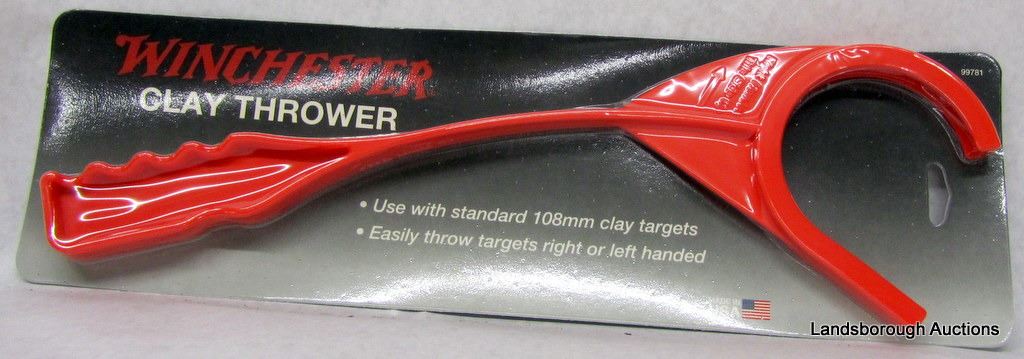 WINCHESTER
CLAY THROWER
99781
• Use with standard 108mm clay targets
• Easily throw targets right or left handed
MADE IN
USA
Landsborough Auctions